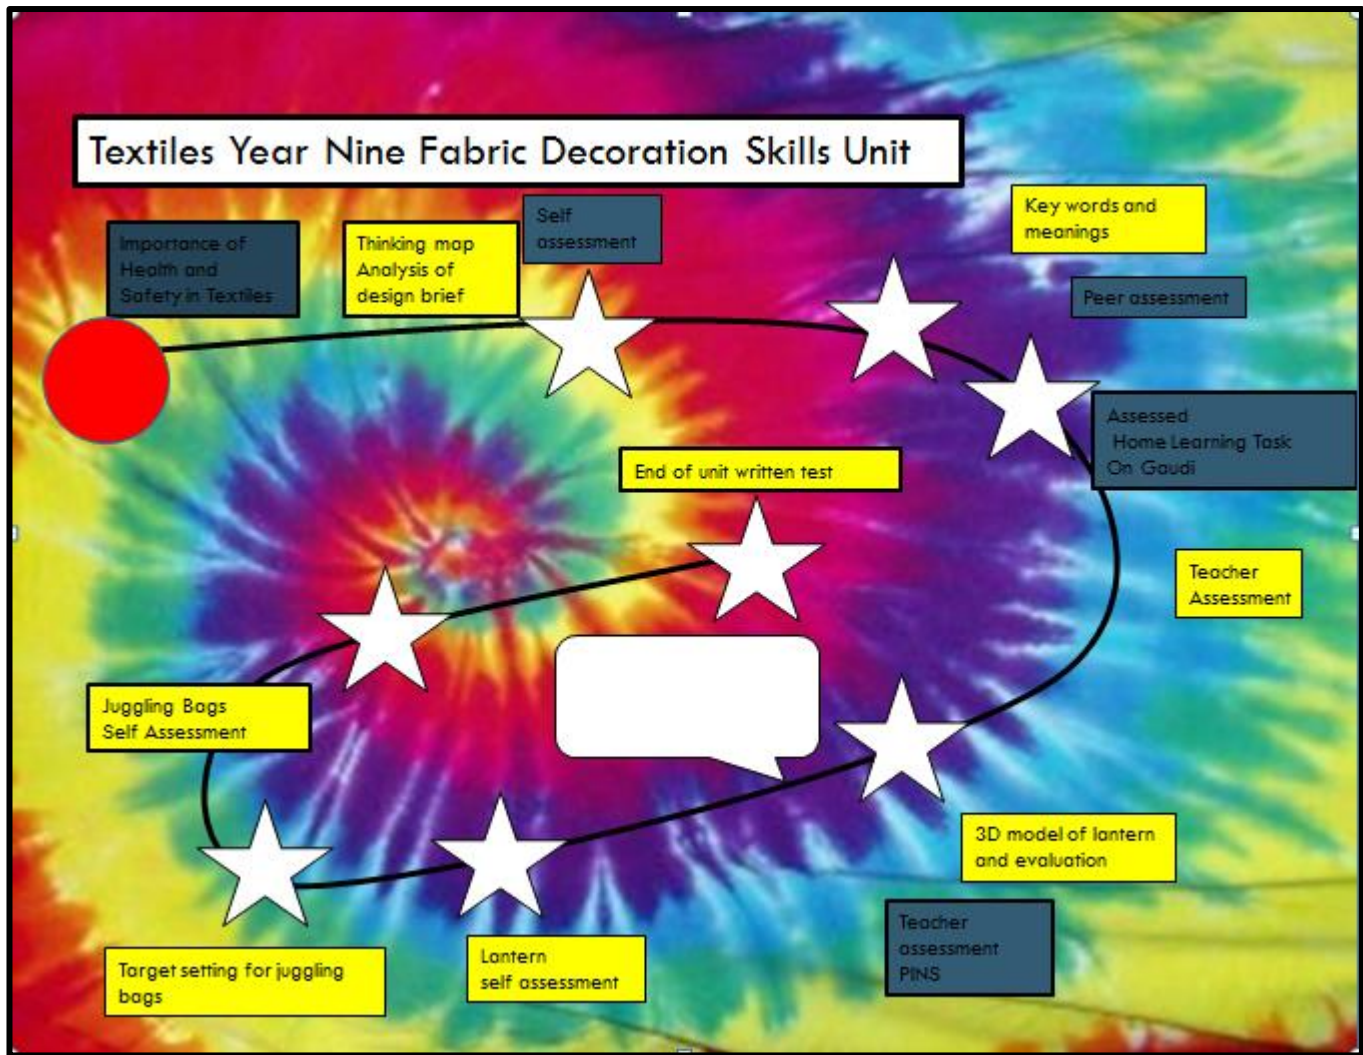 Textiles Year Nine Fabric Decoration Skills Unit
Importance of
Health and
Safety in Textiles
Thinking map
Analysis of
design brief
Self
assessment
Key words and
meanings
Peer assessment
Assessed
Home Learning Task
On Gaudi
End of unit written test
Teacher
Assessment
Juggling Bags
Self Assessment
3D model of lantern
and evaluation
Teacher
assessment
PINS
Lantern
self assessment
Target setting for juggling
bags